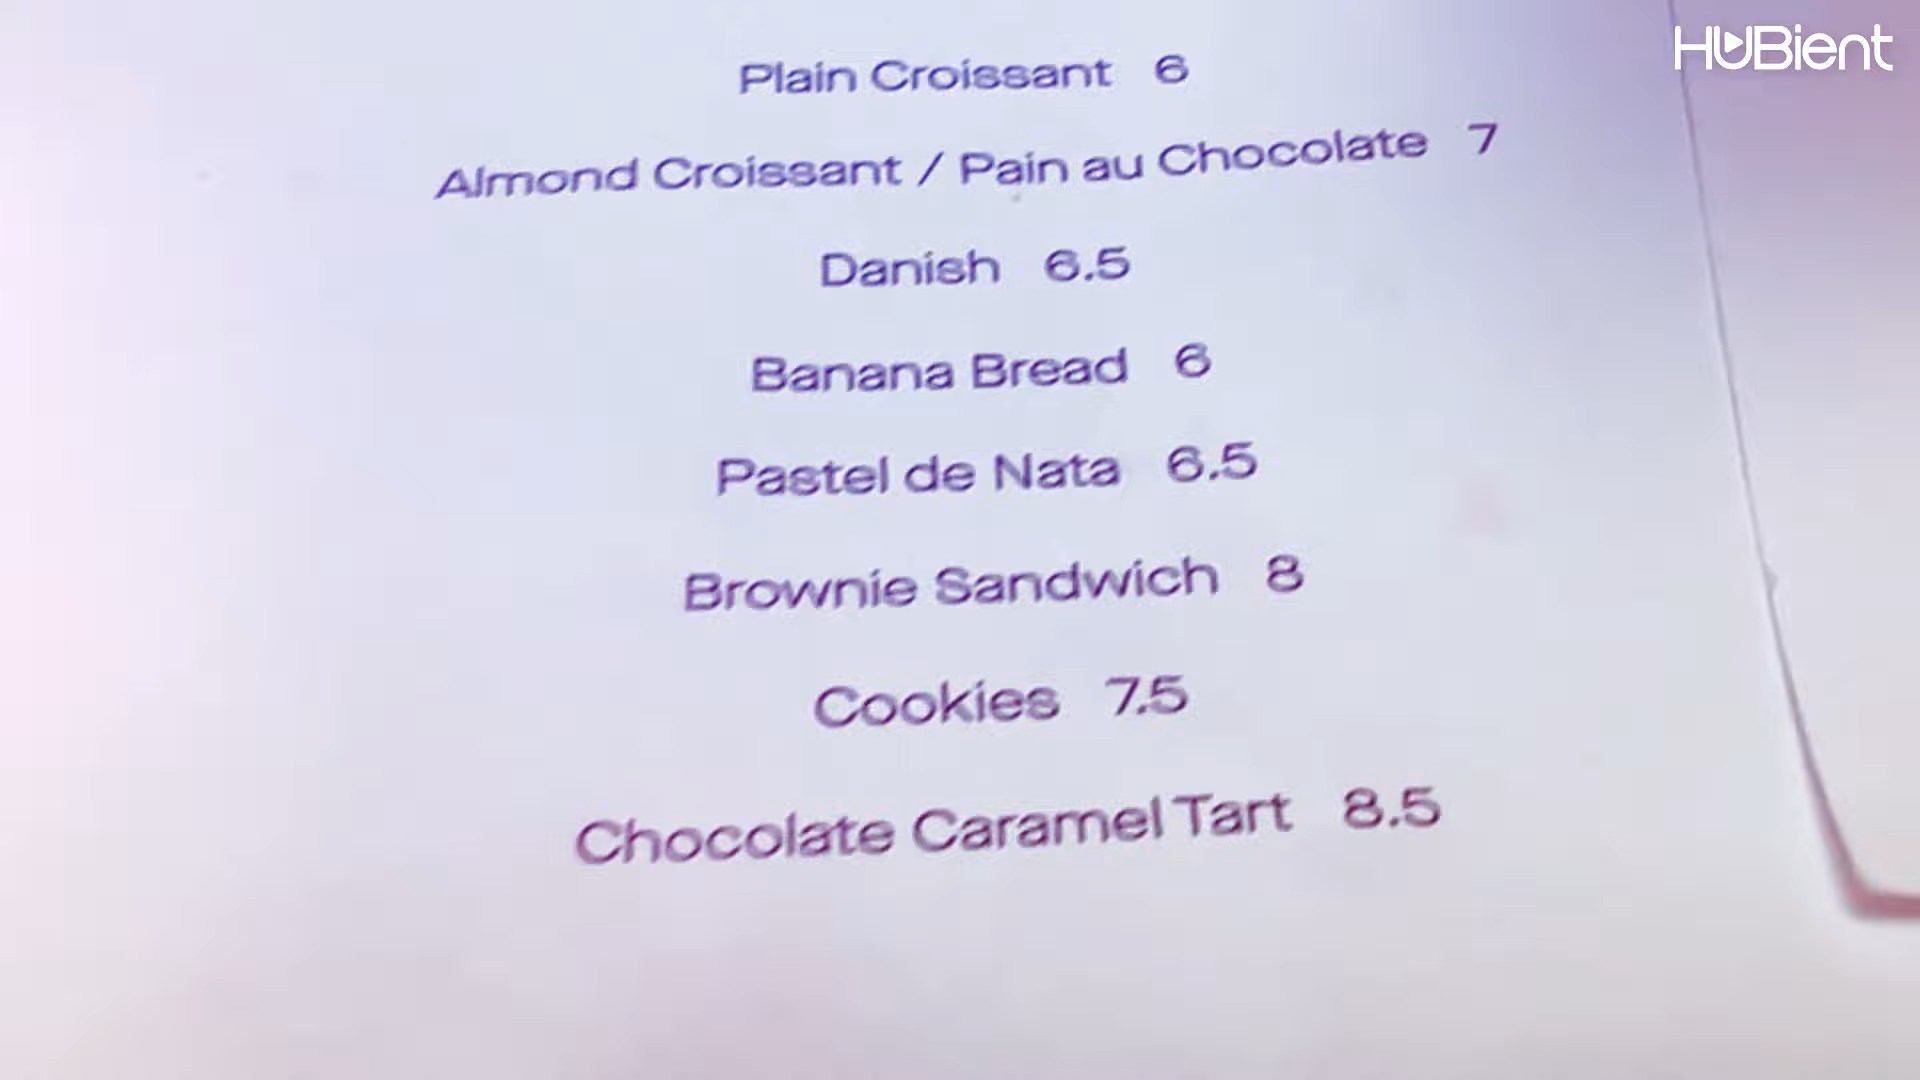 HUBient
Plain Croissant 6
Almond Croissant / Pain au Chocolate 7
Danish 6.5
Banana Bread 6
Pastel de Nata 6.5
Brownie Sandwich 8
Cookies 7.5
Chocolate Caramel Tart 8.5